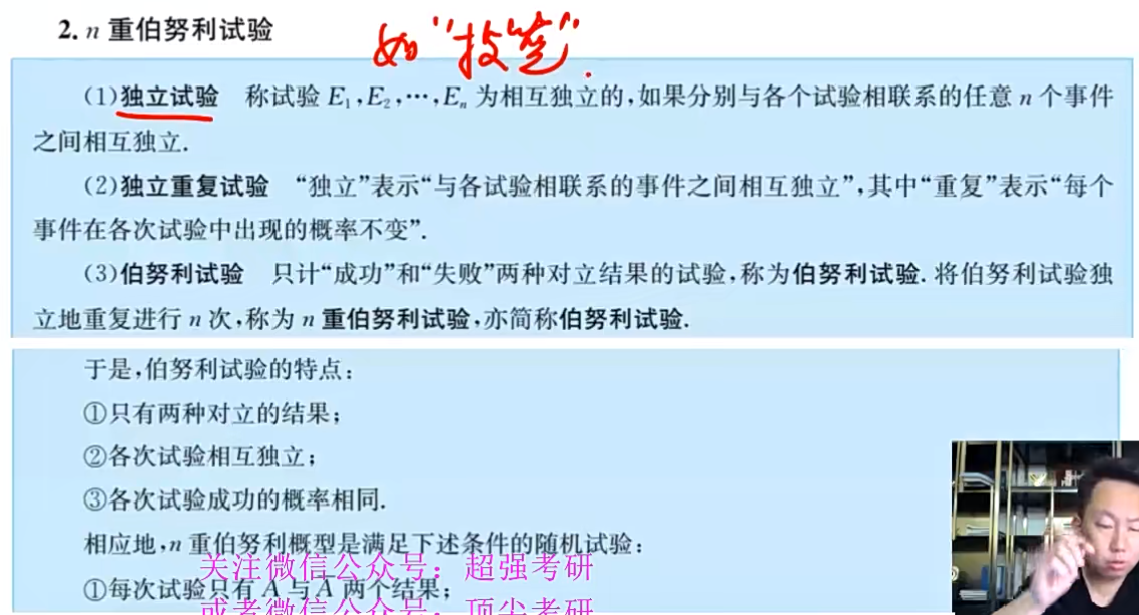 2. n 重伯努利试验
如“投篮”.
(1)独立试验 称试验 E₁,E₂,⋯,Eₙ 为相互独立的,如果分别与各个试验相联系的任意 n 个事件
之间相互独立.
(2)独立重复试验 “独立”表示“与各试验相联系的事件之间相互独立”,其中“重复”表示“每个
事件在各次试验中出现的概率不变”.
(3)伯努利试验 只计“成功”和“失败”两种对立结果的试验,称为伯努利试验.将伯努利试验独
立地重复进行 n 次,称为 n 重伯努利试验,亦简称伯努利试验.
于是,伯努利试验的特点:
①只有两种对立的结果;
②各次试验相互独立;
③各次试验成功的概率相同.
相应地,n 重伯努利概型是满足下述条件的随机试验:
关注微信公众号：超强考研
①每次试验只有 A 与 A̅ 两个结果;
或者微信公众号：顶尖考研